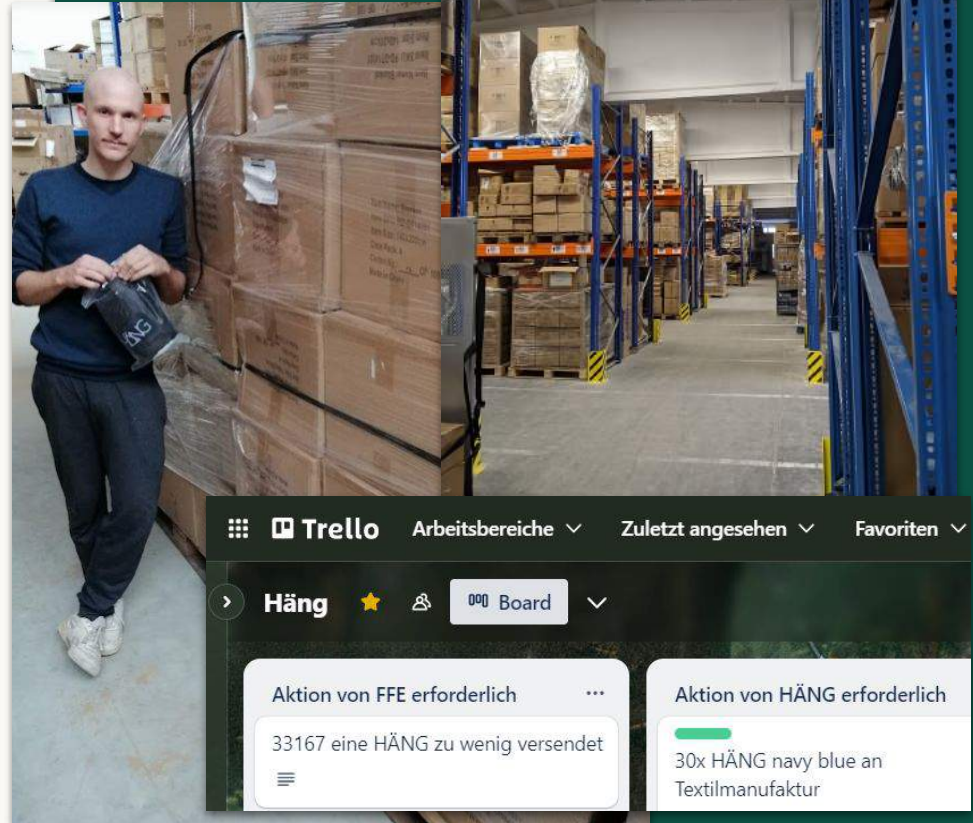 HÄNG
Trello
Arbeitsbereiche
Zuletzt angesehen
Favoriten
Häng
Board
Aktion von FFE erforderlich
...
Aktion von HÄNG erforderlich
33167 eine HÄNG zu wenig versendet
30x HÄNG navy blue an
Textilmanufaktur